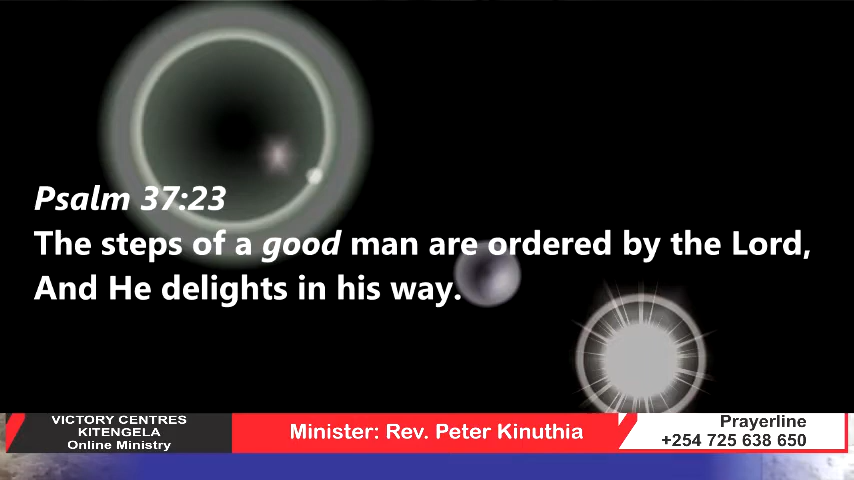 Psalm 37:23
The steps of a good man are ordered by the Lord,
And He delights in his way.
VICTORY CENTRES
KITENGELA
Online Ministry
Minister: Rev. Peter Kinuthia
Prayerline
+254 725 638 650